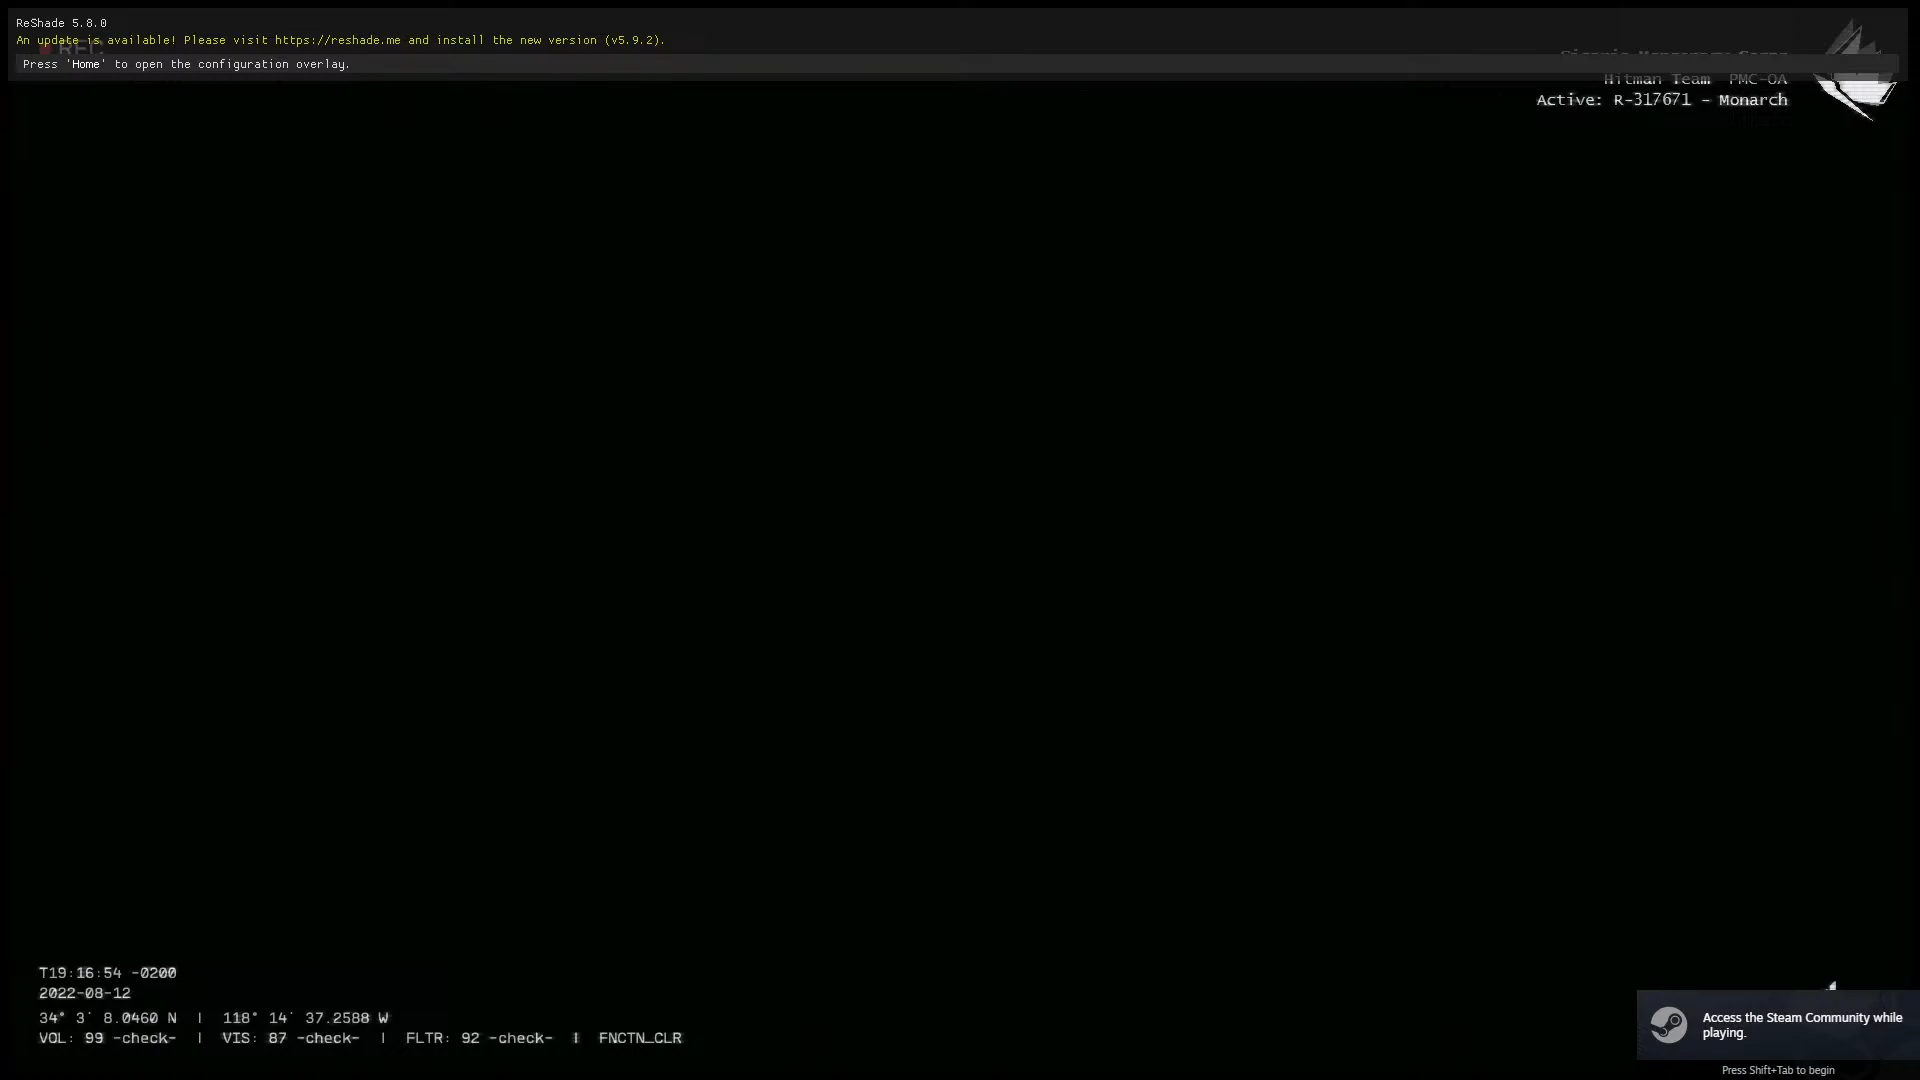 ReShade 5.8.0
An update is available! Please visit https://reshade.me and install the new version (v5.9.2).
REC
Press 'Home' to open the configuration overlay.
Hitman Team PMC-OA
Active: R-317671 - Monarch
T19:16:54 -0200
2022-08-12
34° 3' 8.0460 N | 118° 14' 37.2588 W
VOL: 99 -check- | VIS: 87 -check- | FLTR: 92 -check- | FNCTN_CLR
Access the Steam Community while
playing.
Press Shift+Tab to begin